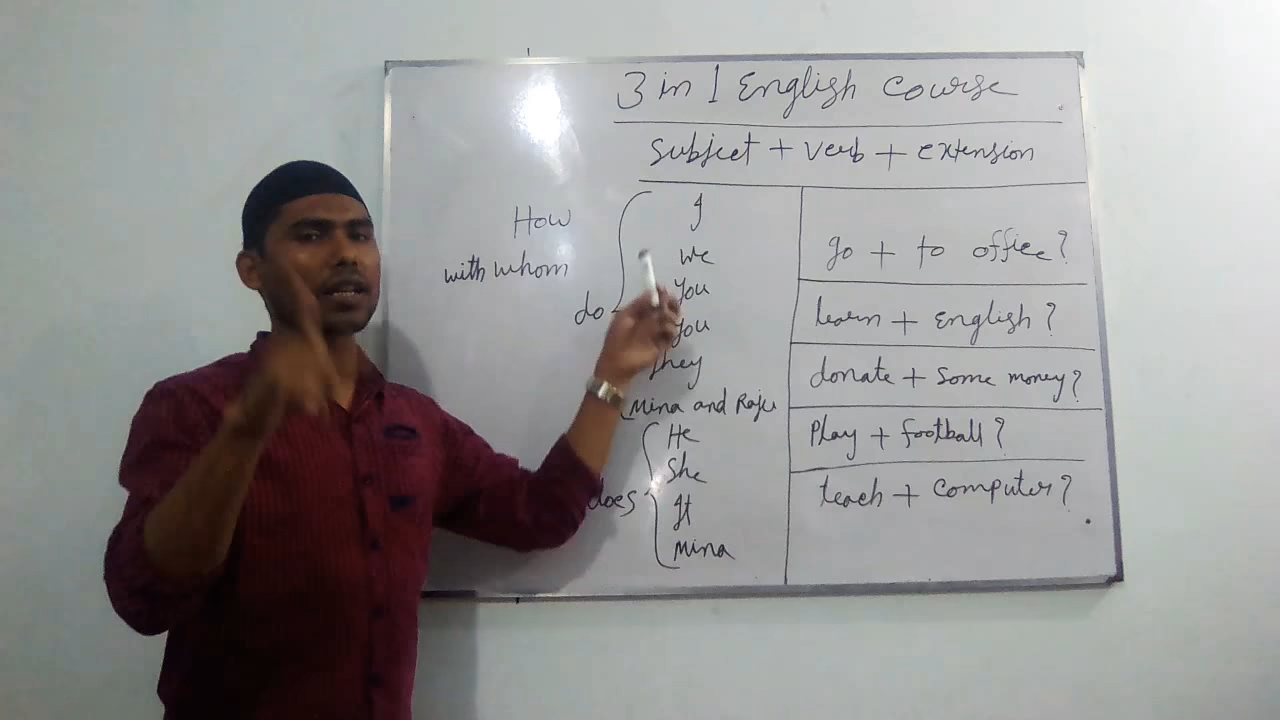 3 in 1 English Course
Subject + Verb + extension
How
with whom
do
I
we
You
You
They
Mina and Raju
does
He
She
It
Mina
go + to office?
learn + English?
donate + some money?
Play + football?
teach + computer?